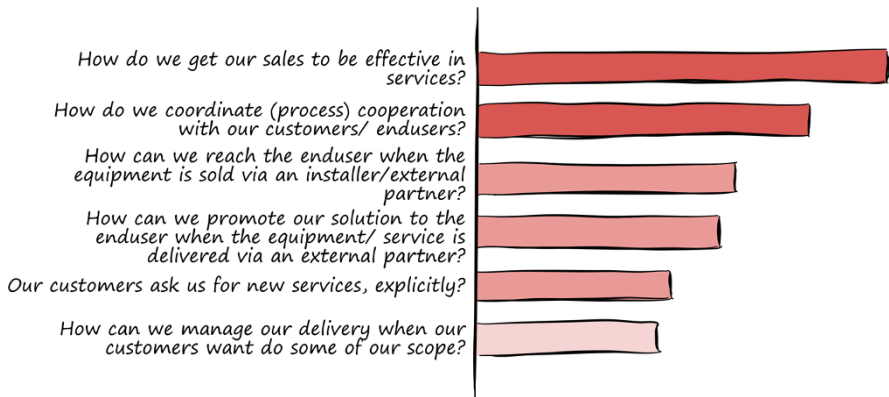 How do we get our sales to be effective in
services?
How do we coordinate (process) cooperation
with our customers/ endusers?
How can we reach the enduser when the
equipment is sold via an installer/external
partner?
How can we promote our solution to the
enduser when the equipment/ service is
delivered via an external partner?
Our customers ask us for new services, explicitly?
How can we manage our delivery when our
customers want do some of our scope?